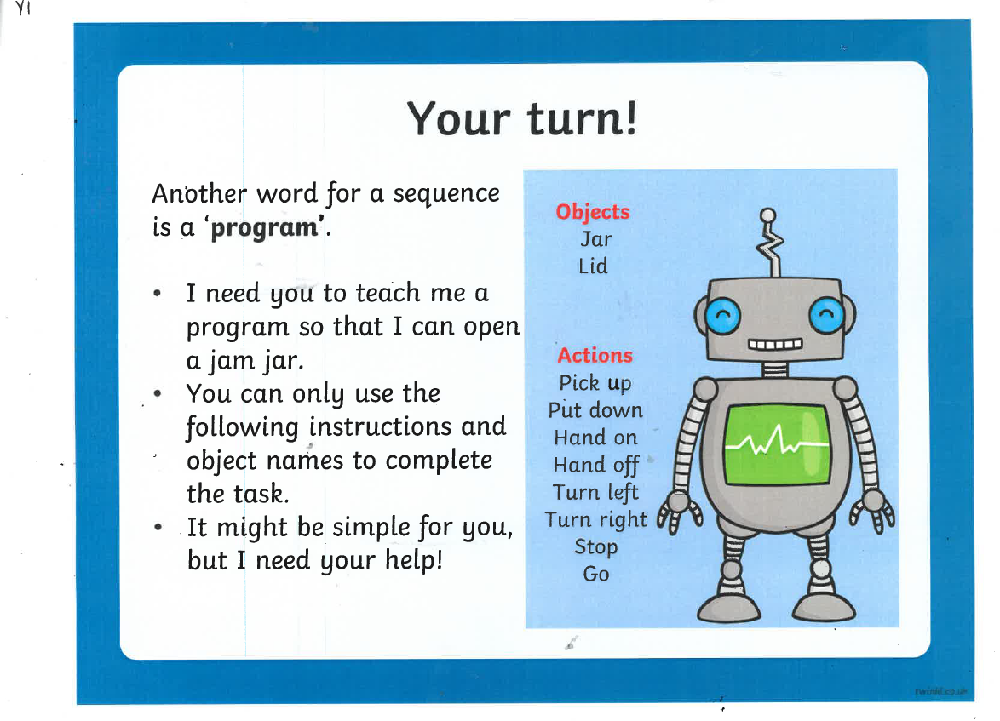 Y1
Your turn!
Another word for a sequence
is a ‘program’.
• I need you to teach me a
program so that I can open
a jam jar.
• You can only use the
following instructions and
object names to complete
the task.
• It might be simple for you,
but I need your help!
Objects
Jar
Lid
Actions
Pick up
Put down
Hand on
Hand off
Turn left
Turn right
Stop
Go
twinkl.co.uk